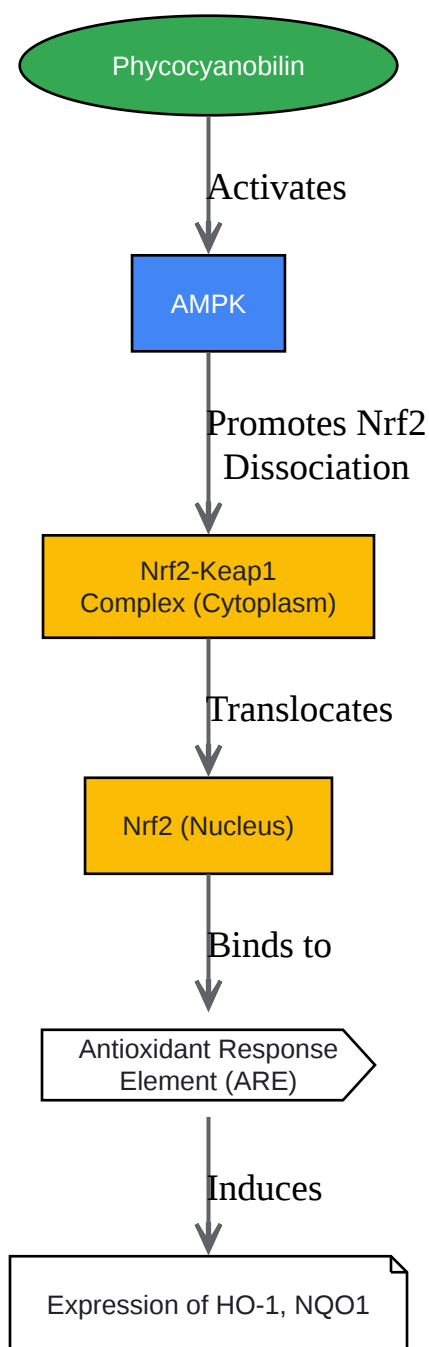 Phycocyanobilin
Activates
AMPK
Promotes Nrf2
Dissociation
Nrf2-Keap1
Complex (Cytoplasm)
Translocates
Nrf2 (Nucleus)
Binds to
Antioxidant Response
Element (ARE)
Induces
Expression of HO-1, NQO1